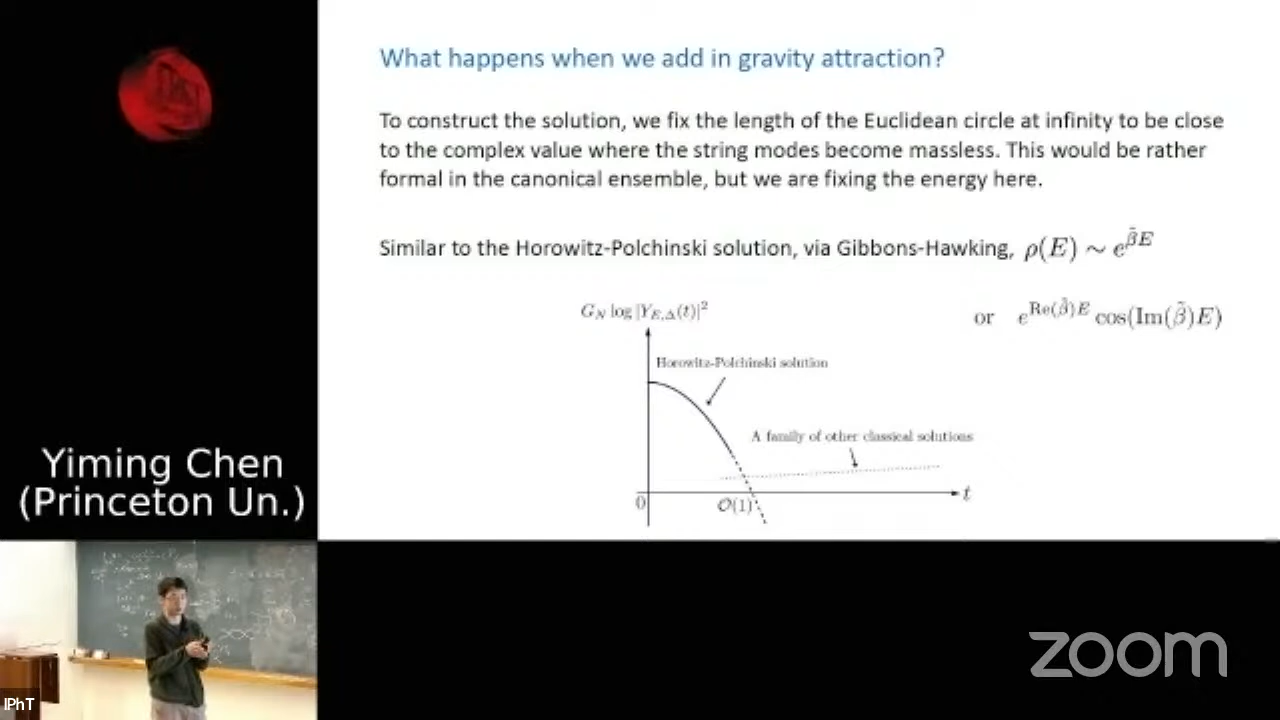 What happens when we add in gravity attraction?
To construct the solution, we fix the length of the Euclidean circle at infinity to be close
to the complex value where the string modes become massless. This would be rather
formal in the canonical ensemble, but we are fixing the energy here.
Similar to the Horowitz-Polchinski solution, via Gibbons-Hawking, ρ(E) ~ e^{β̃E}
or e^{Re(β̃)E} cos(Im(β̃)E)
G_N log |Y_{E,Δ}(t)|²
Horowitz-Polchinski solution
A family of other classical solutions
0
O(1)
t
Yiming Chen
(Princeton Un.)
IPhT
zoom